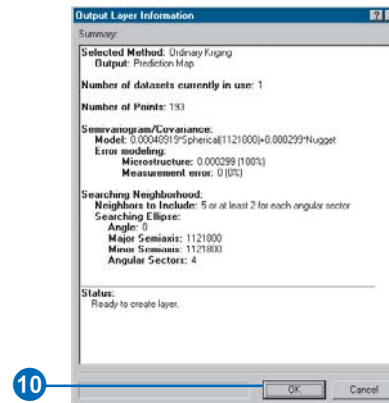 Output Layer Information
Summary:
Selected Method: Ordinary Kriging
Output: Prediction Map
Number of datasets currently in use: 1
Number of Points: 193
Semivariogram/Covariance:
Model: 0.00040919*Spherical(1121800)+0.000299*Nugget
Error modeling:
Microstructure: 0.000299 (100%)
Measurement error: 0 (0%)
Searching Neighborhood:
Neighbors to Include: 5 or at least 2 for each angular sector
Searching Ellipse:
Angle: 0
Major Semiaxis: 1121800
Minor Semiaxis: 1121800
Angular Sectors: 4
Status:
Ready to create layer.
10 OK Cancel